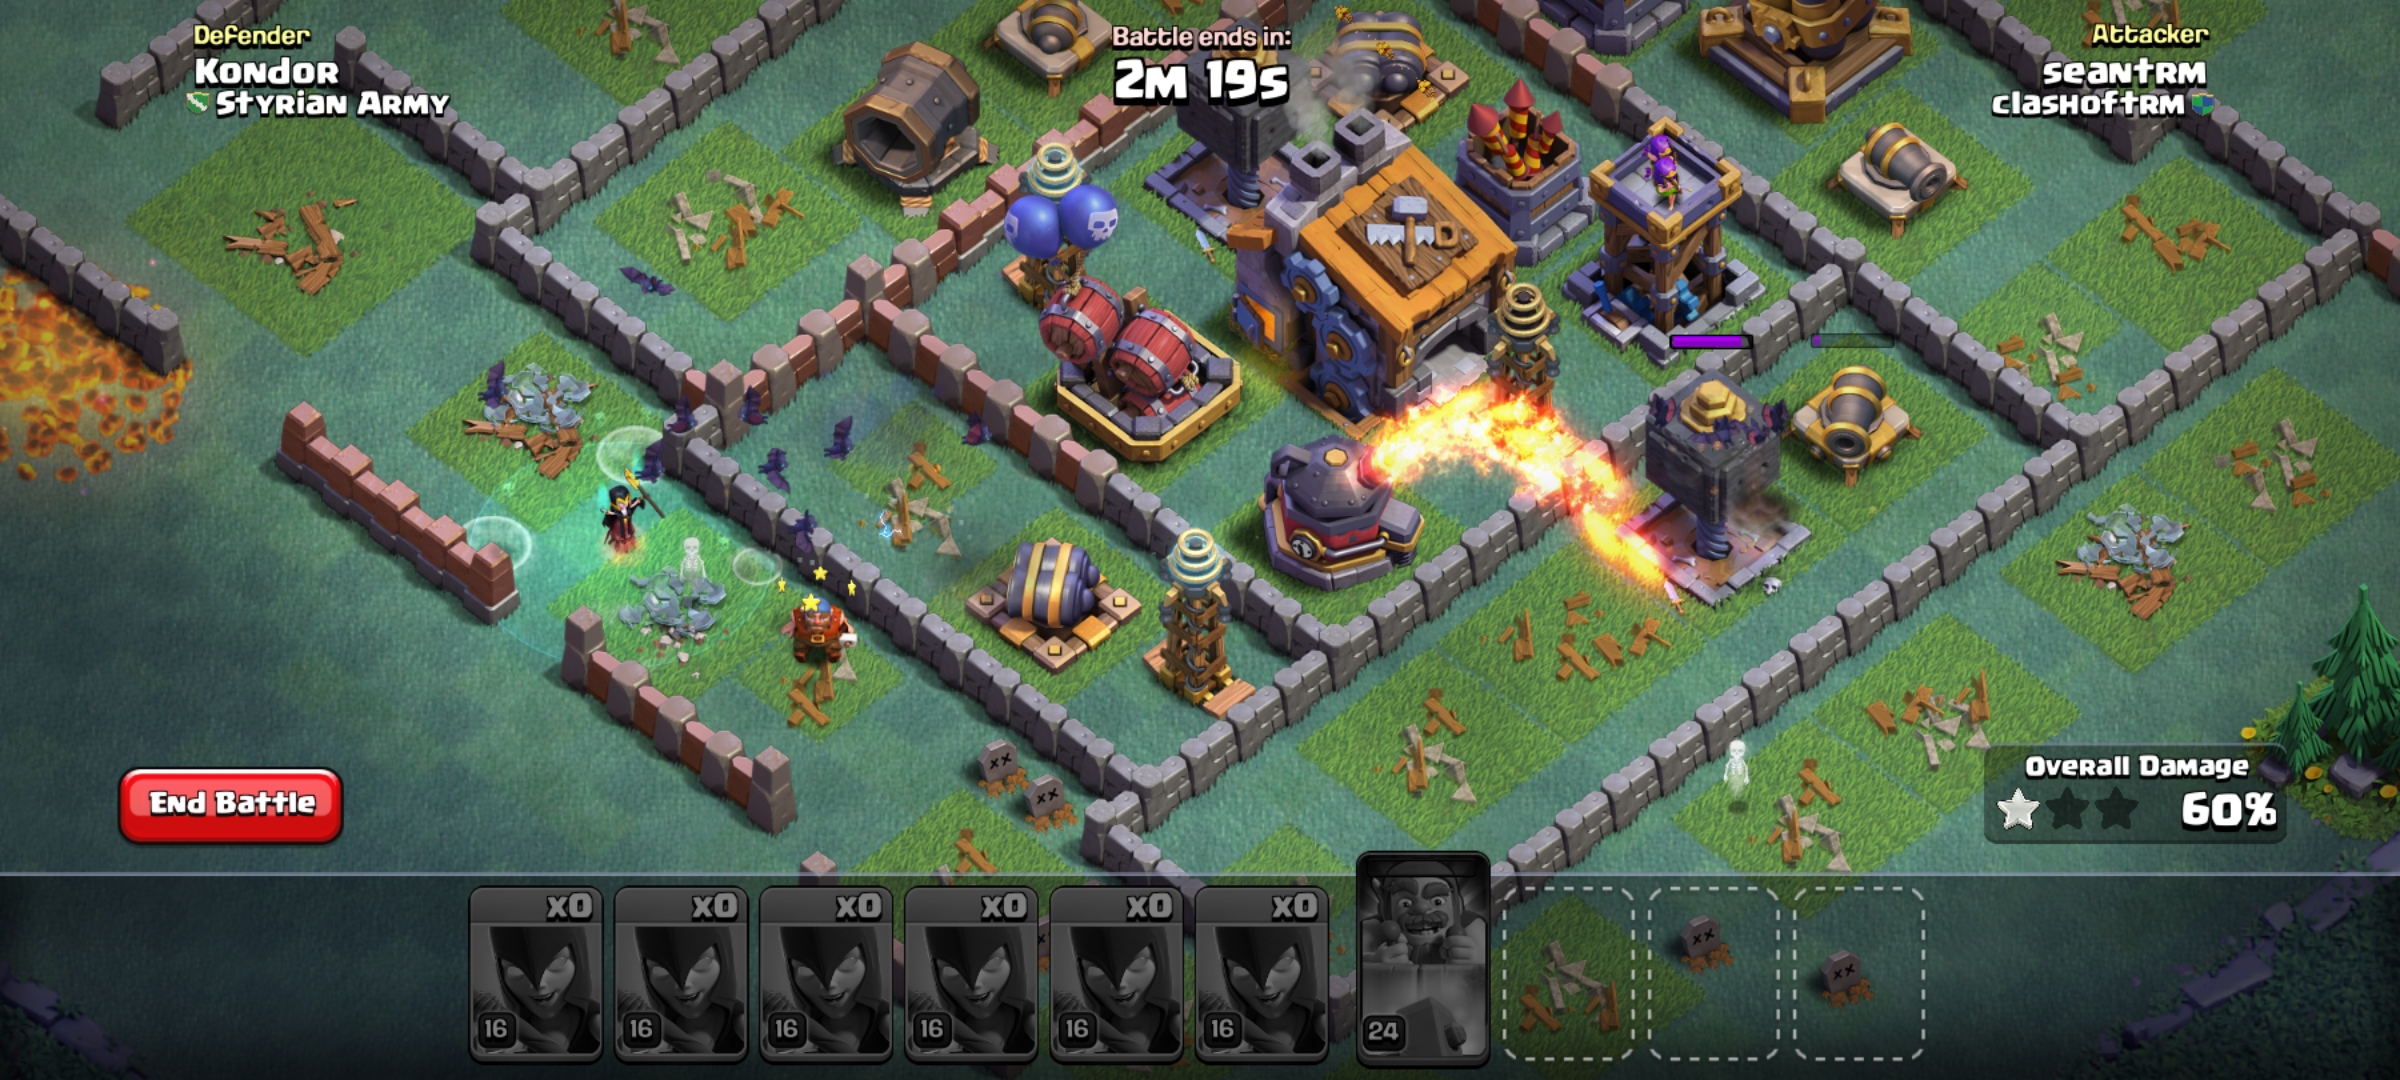 Defender
Kondor
Styrian Army
Battle ends in:
2M 19s
Attacker
seantRM
clashoftRM
End Battle
Overall Damage
60%
x0
x0
x0
x0
x0
x0
16
16
16
16
16
16
24